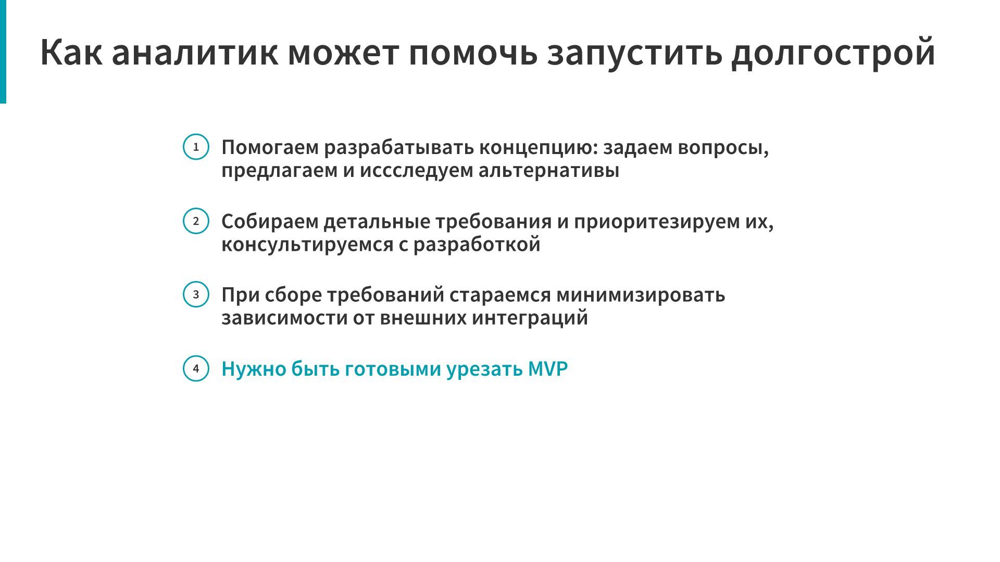 Как аналитик может помочь запустить долгострой
1 Помогаем разрабатывать концепцию: задаем вопросы,
предлагаем и иссследуем альтернативы
2 Собираем детальные требования и приоритезируем их,
консультируемся с разработкой
3 При сборе требований стараемся минимизировать
зависимости от внешних интеграций
4 Нужно быть готовыми урезать MVP